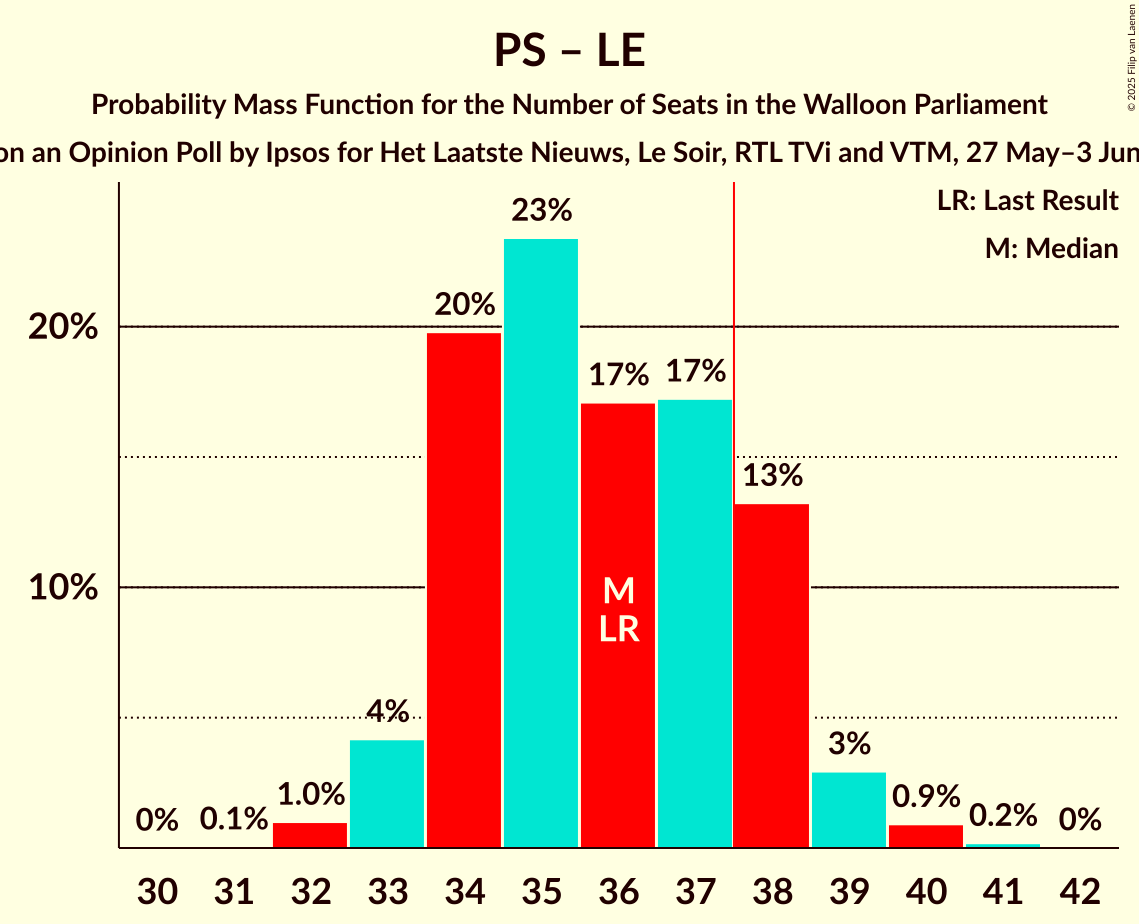 PS – LE
Probability Mass Function for the Number of Seats in the Walloon Parliament
on an Opinion Poll by Ipsos for Het Laatste Nieuws, Le Soir, RTL TVi and VTM, 27 May–3 Jun
© 2025 Filip van Laenen
LR: Last Result
M: Median
23%
20%
20%
17%
17%
13%
10%
M
LR
4%
3%
1.0%
0.9%
0%
0.1%
0.2%
0%
30 31 32 33 34 35 36 37 38 39 40 41 42